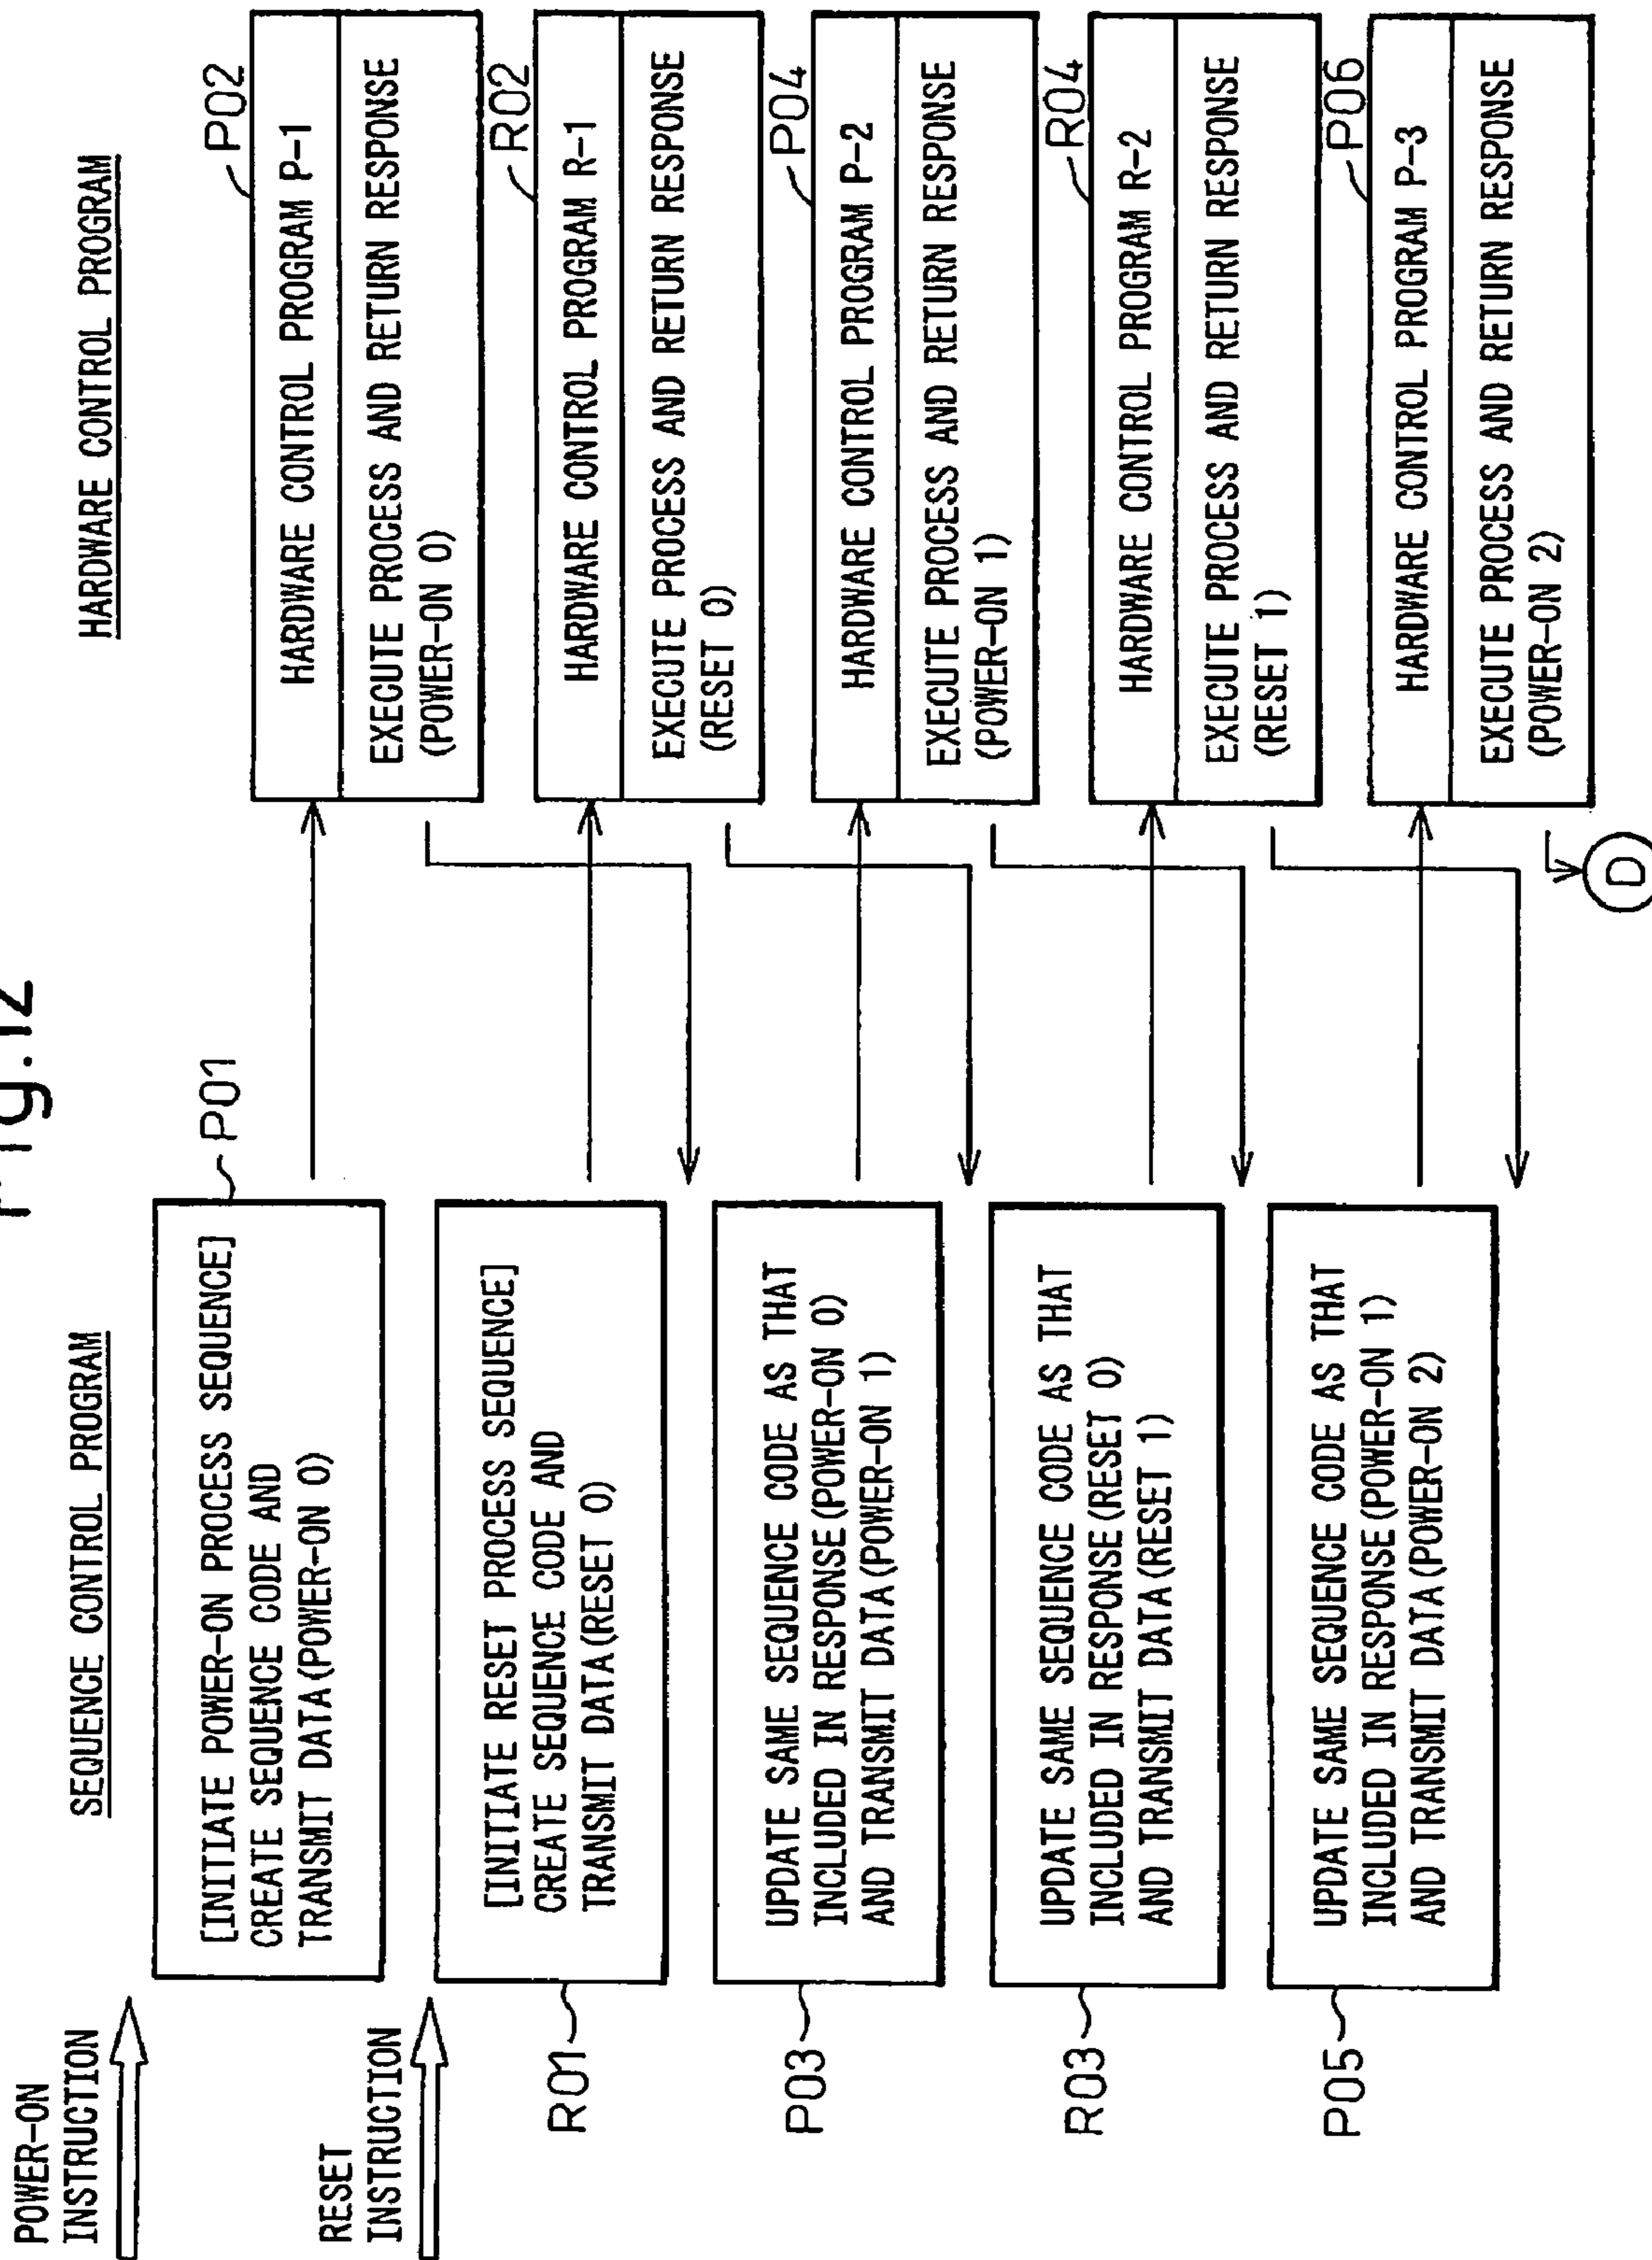 Fig.12
SEQUENCE CONTROL PROGRAM
HARDWARE CONTROL PROGRAM
POWER-ON
INSTRUCTION
P01
[INITIATE POWER-ON PROCESS SEQUENCE]
CREATE SEQUENCE CODE AND
TRANSMIT DATA(POWER-ON 0)
P02
HARDWARE CONTROL PROGRAM P-1
EXECUTE PROCESS AND RETURN RESPONSE
(POWER-ON 0)
RESET
INSTRUCTION
R01
[INITIATE RESET PROCESS SEQUENCE]
CREATE SEQUENCE CODE AND
TRANSMIT DATA(RESET 0)
R02
HARDWARE CONTROL PROGRAM R-1
EXECUTE PROCESS AND RETURN RESPONSE
(RESET 0)
P03
UPDATE SAME SEQUENCE CODE AS THAT
INCLUDED IN RESPONSE(POWER-ON 0)
AND TRANSMIT DATA(POWER-ON 1)
P04
HARDWARE CONTROL PROGRAM P-2
EXECUTE PROCESS AND RETURN RESPONSE
(POWER-ON 1)
R03
UPDATE SAME SEQUENCE CODE AS THAT
INCLUDED IN RESPONSE(RESET 0)
AND TRANSMIT DATA(RESET 1)
R04
HARDWARE CONTROL PROGRAM R-2
EXECUTE PROCESS AND RETURN RESPONSE
(RESET 1)
P05
UPDATE SAME SEQUENCE CODE AS THAT
INCLUDED IN RESPONSE(POWER-ON 1)
AND TRANSMIT DATA(POWER-ON 2)
P06
HARDWARE CONTROL PROGRAM P-3
EXECUTE PROCESS AND RETURN RESPONSE
(POWER-ON 2)
D